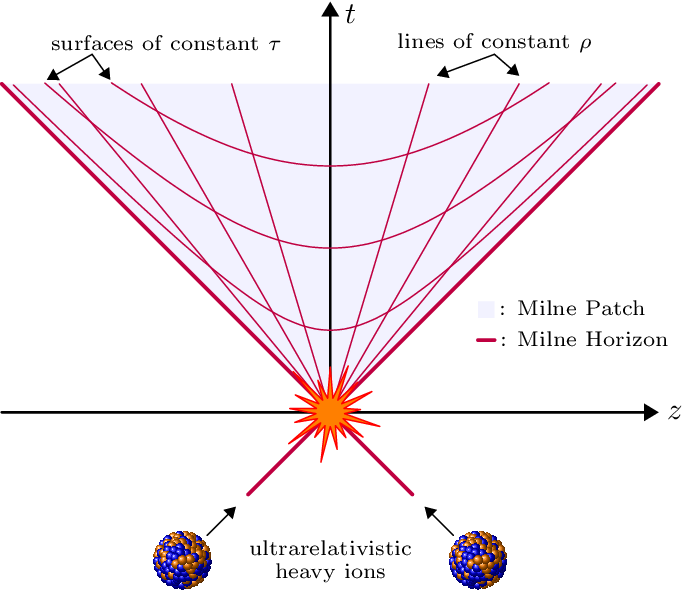 t
surfaces of constant τ
lines of constant ρ
: Milne Patch
: Milne Horizon
z
ultrarelativistic
heavy ions